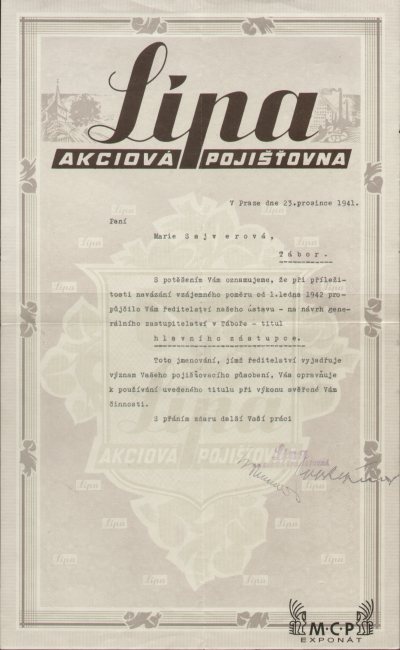 Lípa
AKCIOVÁ POJIŠŤOVNA
V Praze dne 23.prosince 1941.
Paní
Marie Sajverová,
Tábor.
S potěšením Vám oznamujeme, že při příleži-
tosti navázání vzájemného poměru od 1.ledna 1942 pro-
půjčilo Vám ředitelství našeho ústavu - na návrh gene-
rálního zastupitelství v Táboře - titul
hlavního zástupce.
Toto jmenování, jímž ředitelství vyjadřuje
význam Vašeho pojišťovacího působení, Vás opravňuje
k používání uvedeného titulu při výkonu svěřené Vám
činnosti.
S přáním zdaru další Vaší práci
Lípa
AKCIOVÁ POJIŠŤOVNA
M·C·P
EXPONÁT